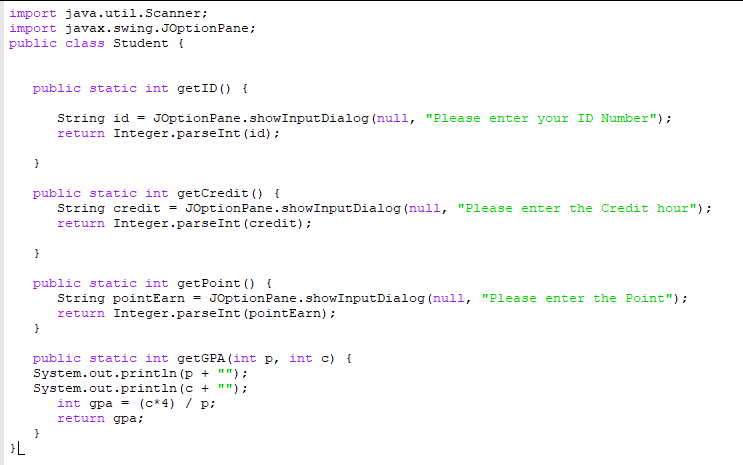 import java.util.Scanner;
import javax.swing.JOptionPane;
public class Student {
public static int getID() {
String id = JOptionPane.showInputDialog(null, "Please enter your ID Number");
return Integer.parseInt(id);
}
public static int getCredit() {
String credit = JOptionPane.showInputDialog(null, "Please enter the Credit hour");
return Integer.parseInt(credit);
}
public static int getPoint() {
String pointEarn = JOptionPane.showInputDialog(null, "Please enter the Point");
return Integer.parseInt(pointEarn);
}
public static int getGPA(int p, int c) {
System.out.println(p + "");
System.out.println(c + "");
int gpa = (c*4) / p;
return gpa;
}
}